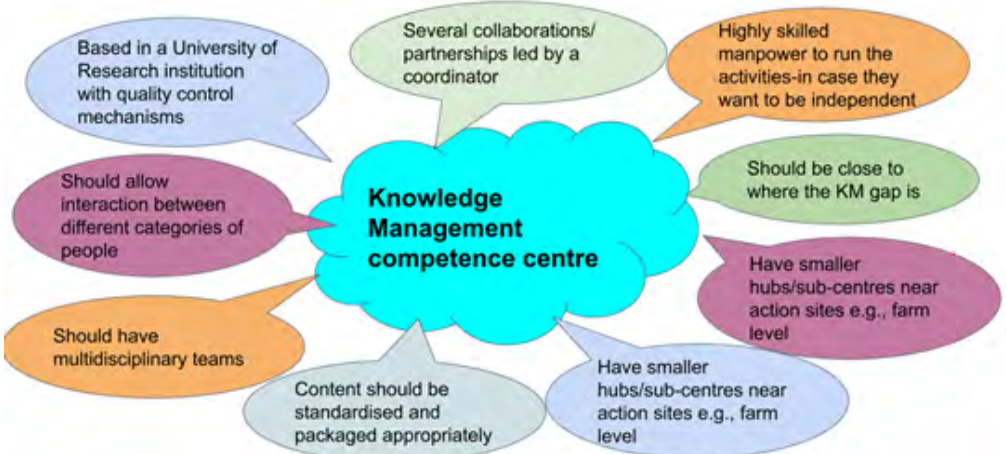 Based in a University of
Research institution
with quality control
mechanisms
Several collaborations/
partnerships led by a
coordinator
Highly skilled
manpower to run the
activities-in case they
want to be independent
Should allow
interaction between
different categories of
people
Knowledge
Management
competence centre
Should be close to
where the KM gap is
Have smaller
hubs/sub-centres near
action sites e.g., farm
level
Should have
multidisciplinary teams
Content should be
standardised and
packaged appropriately
Have smaller
hubs/sub-centres near
action sites e.g., farm
level